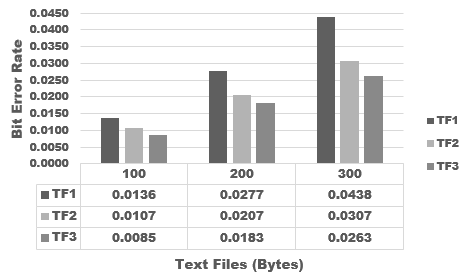 0.0450
0.0400
0.0350
0.0300
0.0250
0.0200
0.0150
0.0100
0.0050
0.0000
Bit Error Rate
100 200 300
TF1 0.0136 0.0277 0.0438
TF2 0.0107 0.0207 0.0307
TF3 0.0085 0.0183 0.0263
Text Files (Bytes)
TF1
TF2
TF3